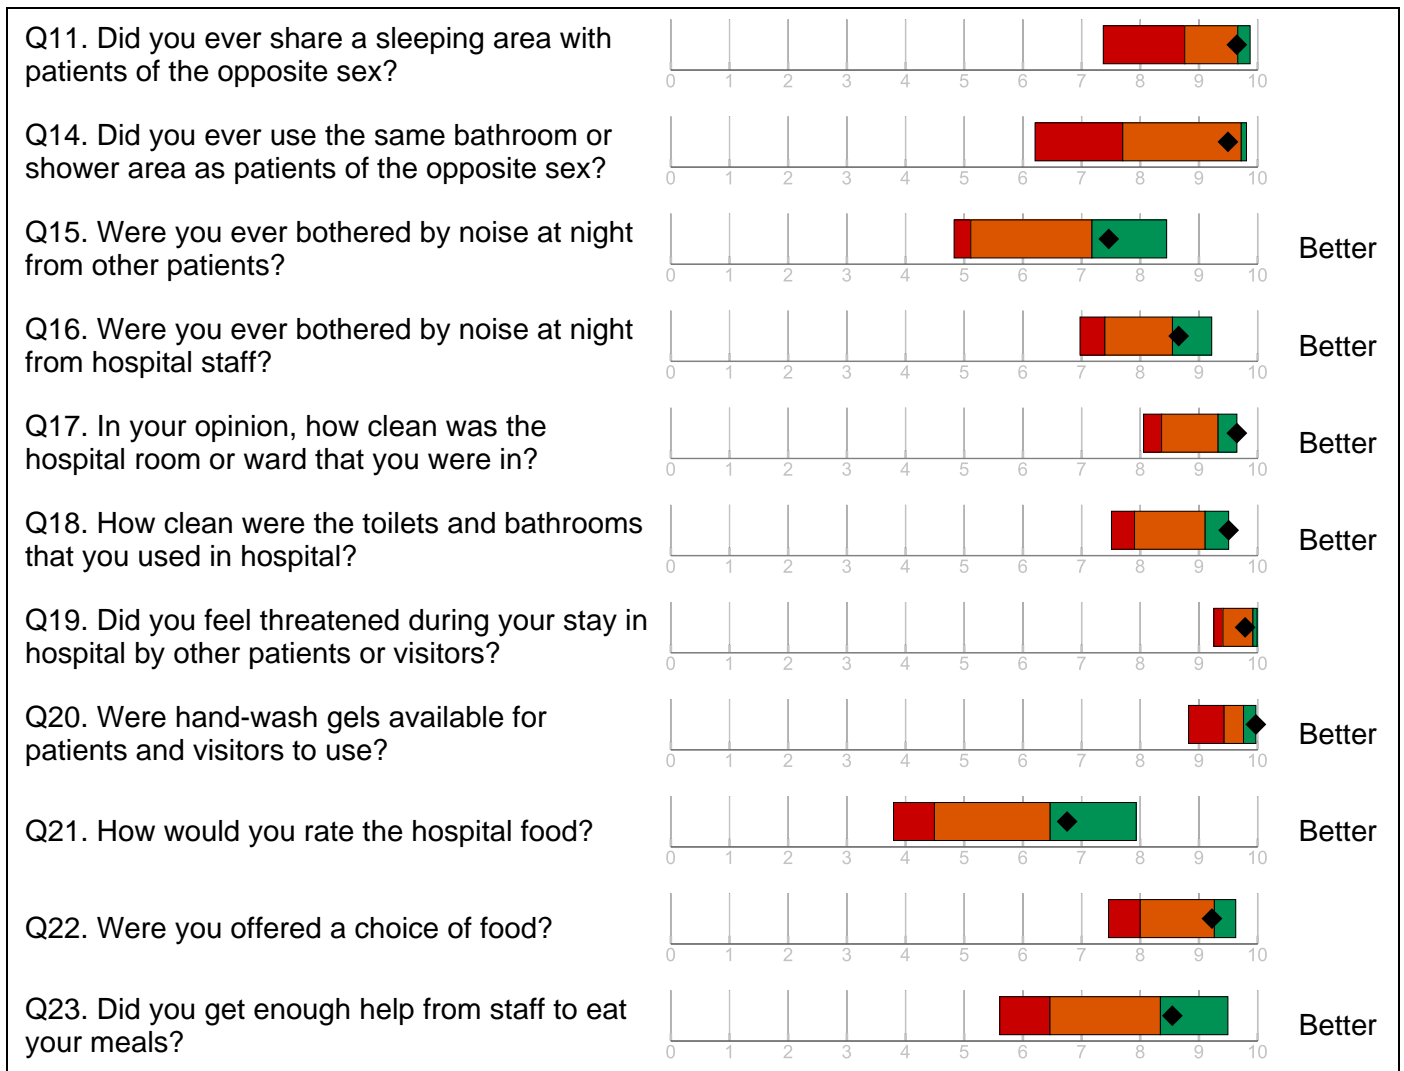 Q11. Did you ever share a sleeping area with
patients of the opposite sex?
0 1 2 3 4 5 6 7 8 9 10
Q14. Did you ever use the same bathroom or
shower area as patients of the opposite sex?
0 1 2 3 4 5 6 7 8 9 10
Q15. Were you ever bothered by noise at night
from other patients?
Better
0 1 2 3 4 5 6 7 8 9 10
Q16. Were you ever bothered by noise at night
from hospital staff?
Better
0 1 2 3 4 5 6 7 8 9 10
Q17. In your opinion, how clean was the
hospital room or ward that you were in?
Better
0 1 2 3 4 5 6 7 8 9 10
Q18. How clean were the toilets and bathrooms
that you used in hospital?
Better
0 1 2 3 4 5 6 7 8 9 10
Q19. Did you feel threatened during your stay in
hospital by other patients or visitors?
0 1 2 3 4 5 6 7 8 9 10
Q20. Were hand-wash gels available for
patients and visitors to use?
Better
0 1 2 3 4 5 6 7 8 9 10
Q21. How would you rate the hospital food?
Better
0 1 2 3 4 5 6 7 8 9 10
Q22. Were you offered a choice of food?
0 1 2 3 4 5 6 7 8 9 10
Q23. Did you get enough help from staff to eat
your meals?
Better
0 1 2 3 4 5 6 7 8 9 10